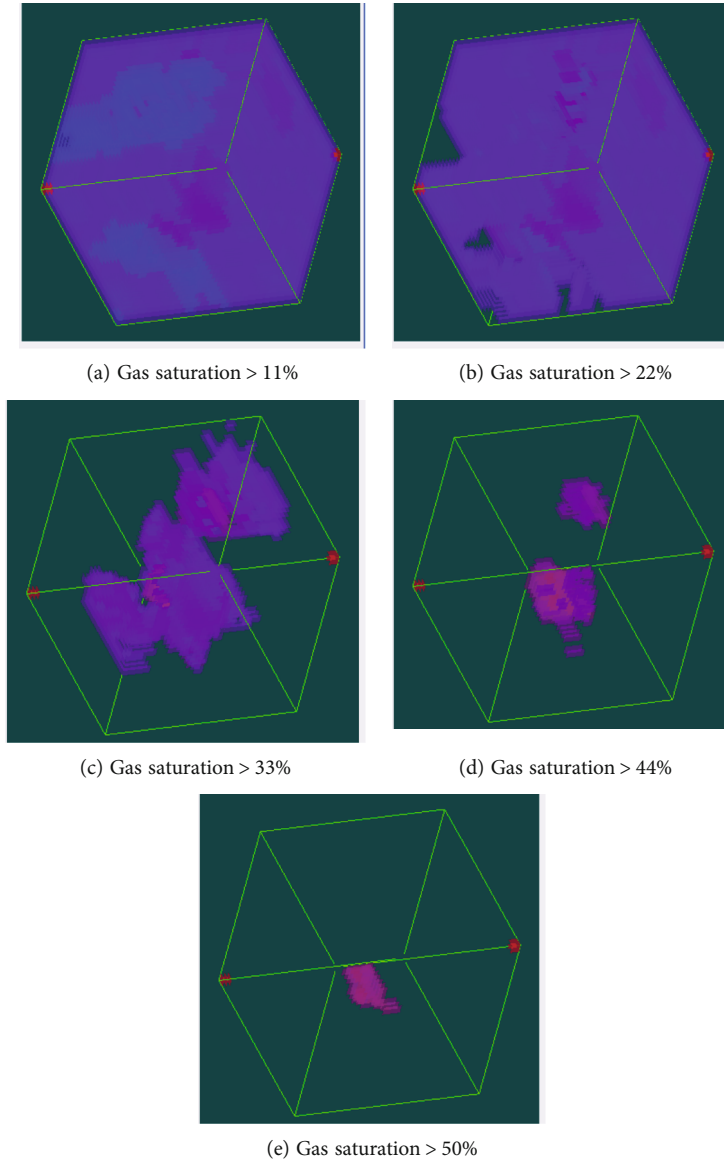 (a) Gas saturation > 11%
(b) Gas saturation > 22%
(c) Gas saturation > 33%
(d) Gas saturation > 44%
(e) Gas saturation > 50%